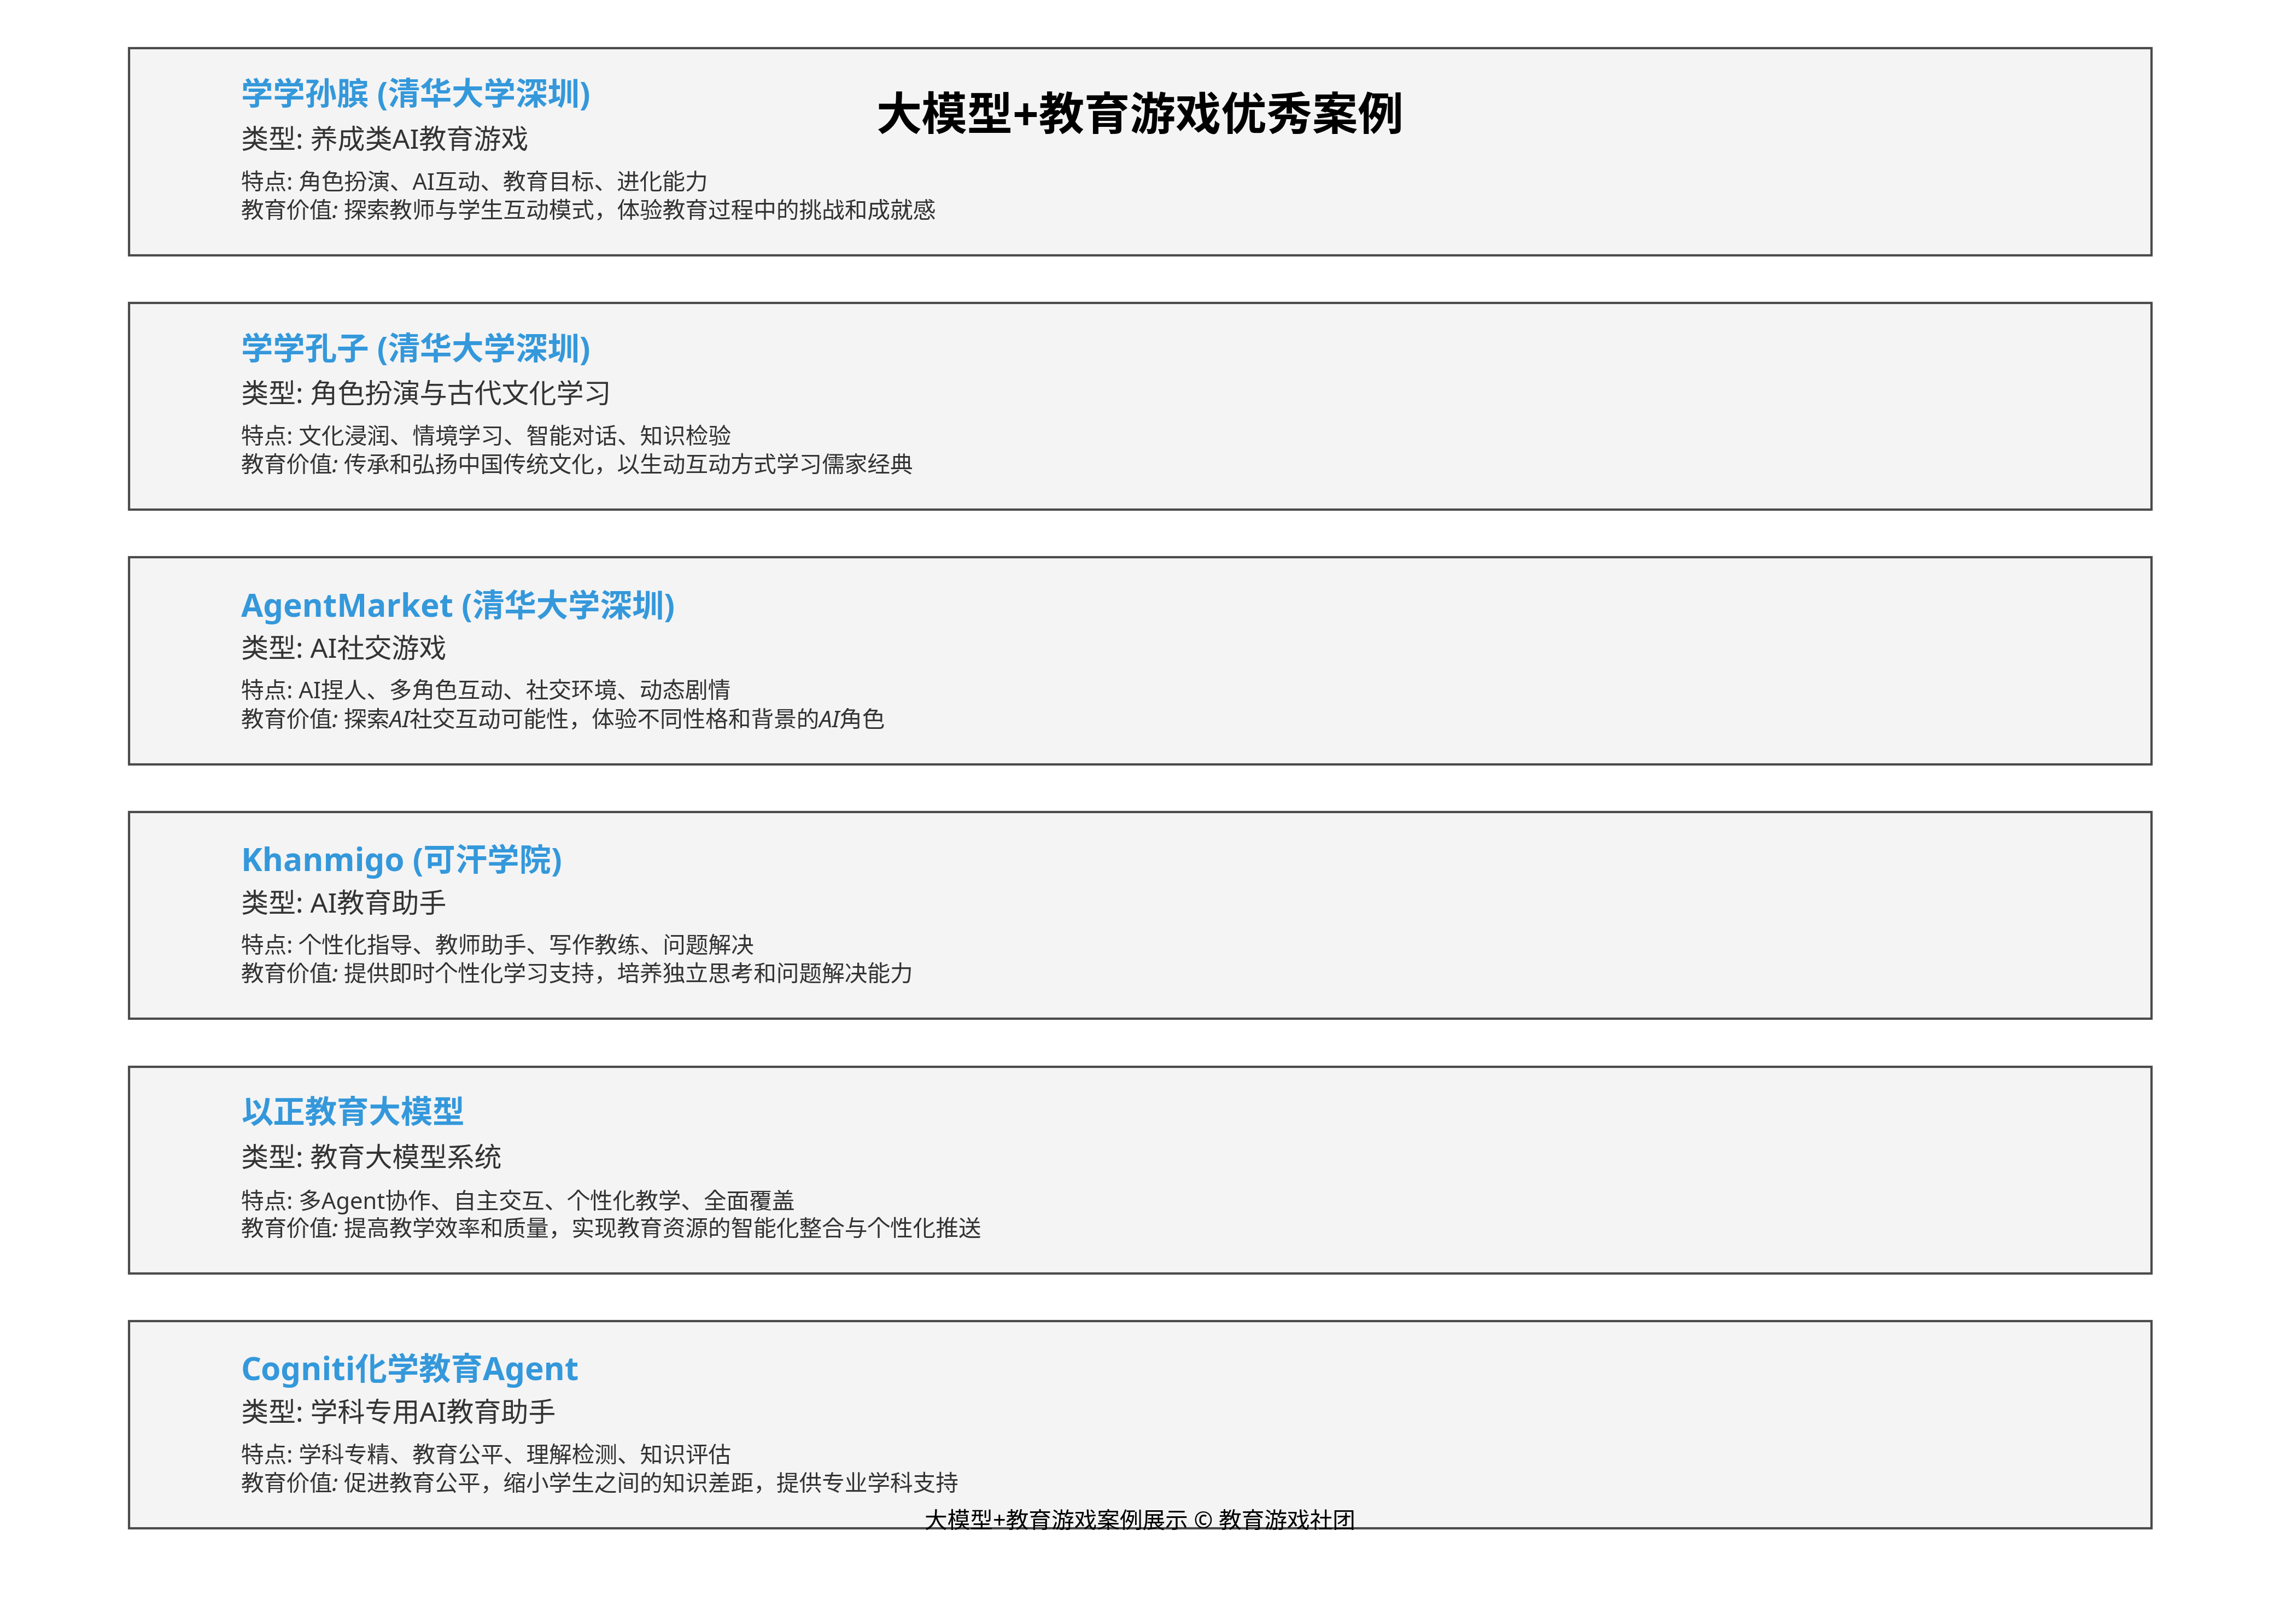 大模型+教育游戏优秀案例
学学孙膑 (清华大学深圳)
类型: 养成类AI教育游戏
特点: 角色扮演、AI互动、教育目标、进化能力
教育价值: 探索教师与学生互动模式，体验教育过程中的挑战和成就感
学学孔子 (清华大学深圳)
类型: 角色扮演与古代文化学习
特点: 文化浸润、情境学习、智能对话、知识检验
教育价值: 传承和弘扬中国传统文化，以生动互动方式学习儒家经典
AgentMarket (清华大学深圳)
类型: AI社交游戏
特点: AI捏人、多角色互动、社交环境、动态剧情
教育价值: 探索AI社交互动可能性，体验不同性格和背景的AI角色
Khanmigo (可汗学院)
类型: AI教育助手
特点: 个性化指导、教师助手、写作教练、问题解决
教育价值: 提供即时个性化学习支持，培养独立思考和问题解决能力
以正教育大模型
类型: 教育大模型系统
特点: 多Agent协作、自主交互、个性化教学、全面覆盖
教育价值: 提高教学效率和质量，实现教育资源的智能化整合与个性化推送
Cogniti化学教育Agent
类型: 学科专用AI教育助手
特点: 学科专精、教育公平、理解检测、知识评估
教育价值: 促进教育公平，缩小学生之间的知识差距，提供专业学科支持
大模型+教育游戏案例展示 © 教育游戏社团